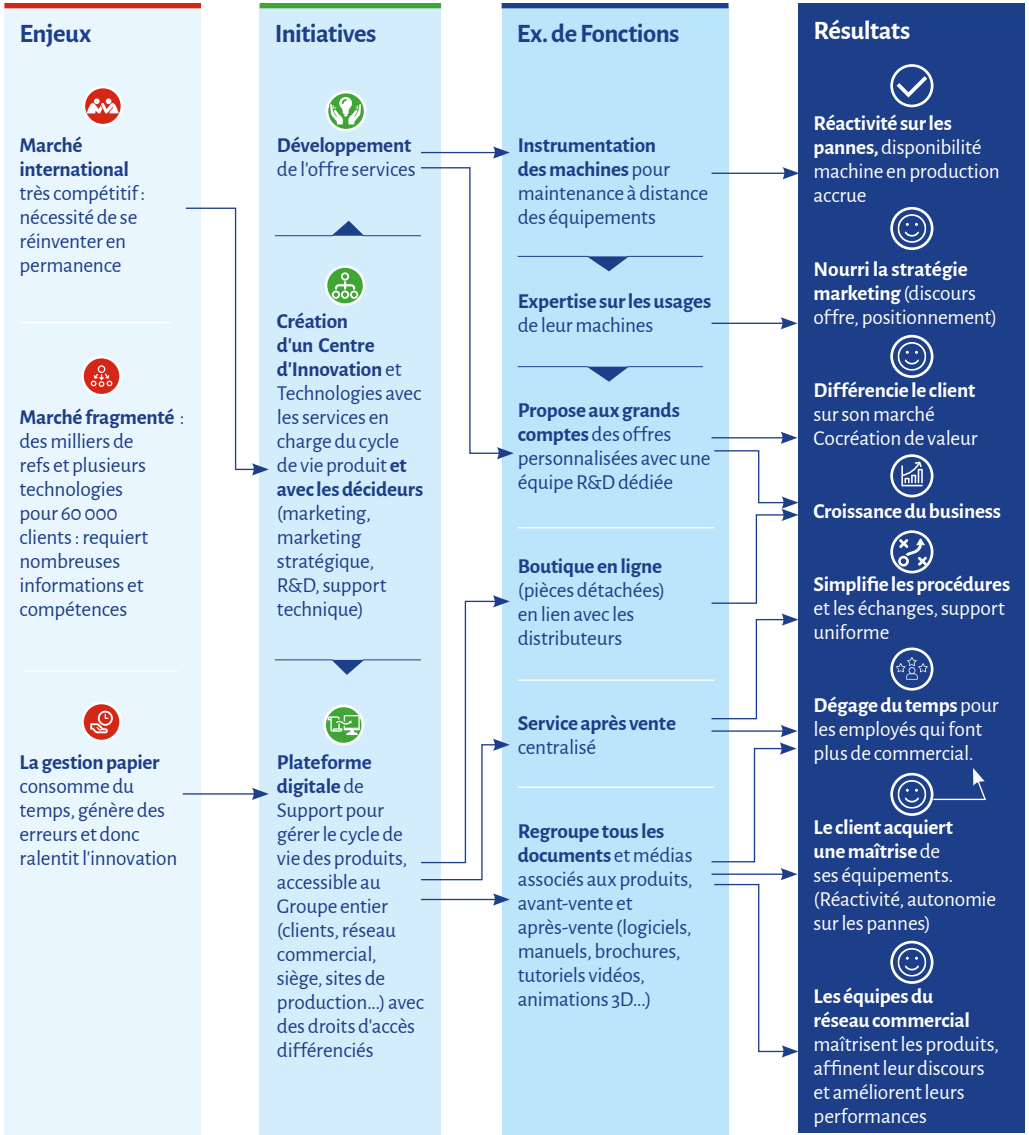 Enjeux
Marché
international
très compétitif :
nécessité de se
réinventer en
permanence
Marché fragmenté :
des milliers de
refs et plusieurs
technologies
pour 60 000
clients : requiert
nombreuses
informations et
compétences
La gestion papier
consomme du
temps, génère des
erreurs et donc
ralentit l'innovation
Initiatives
Développement
de l'offre services
Création
d'un Centre
d'Innovation et
Technologies avec
les services en
charge du cycle
de vie produit et
avec les décideurs
(marketing,
marketing
stratégique,
R&D, support
technique)
Plateforme
digitale de
Support pour
gérer le cycle de
vie des produits,
accessible au
Groupe entier
(clients, réseau
commercial,
siège, sites de
production...) avec
des droits d'accès
différenciés
Ex. de Fonctions
Instrumentation
des machines pour
maintenance à distance
des équipements
Expertise sur les usages
de leur machines
Propose aux grands
comptes des offres
personnalisées avec une
équipe R&D dédiée
Boutique en ligne
(pièces détachées)
en lien avec les
distributeurs
Service après vente
centralisé
Regroupe tous les
documents et médias
associés aux produits,
avant-vente et
après-vente (logiciels,
manuels, brochures,
tutoriels vidéos,
animations 3D...)
Résultats
Réactivité sur les
pannes, disponibilité
machine en production
accrue
Nourri la stratégie
marketing (discours
offre, positionnement)
Différencie le client
sur son marché
Cocréation de valeur
Croissance du business
Simplifie les procédures
et les échanges, support
uniforme
Dégage du temps pour
les employés qui font
plus de commercial.
Le client acquiert
une maîtrise de
ses équipements.
(Réactivité, autonomie
sur les pannes)
Les équipes du
réseau commercial
maîtrisent les produits,
affinent leur discours
et améliorent leurs
performances